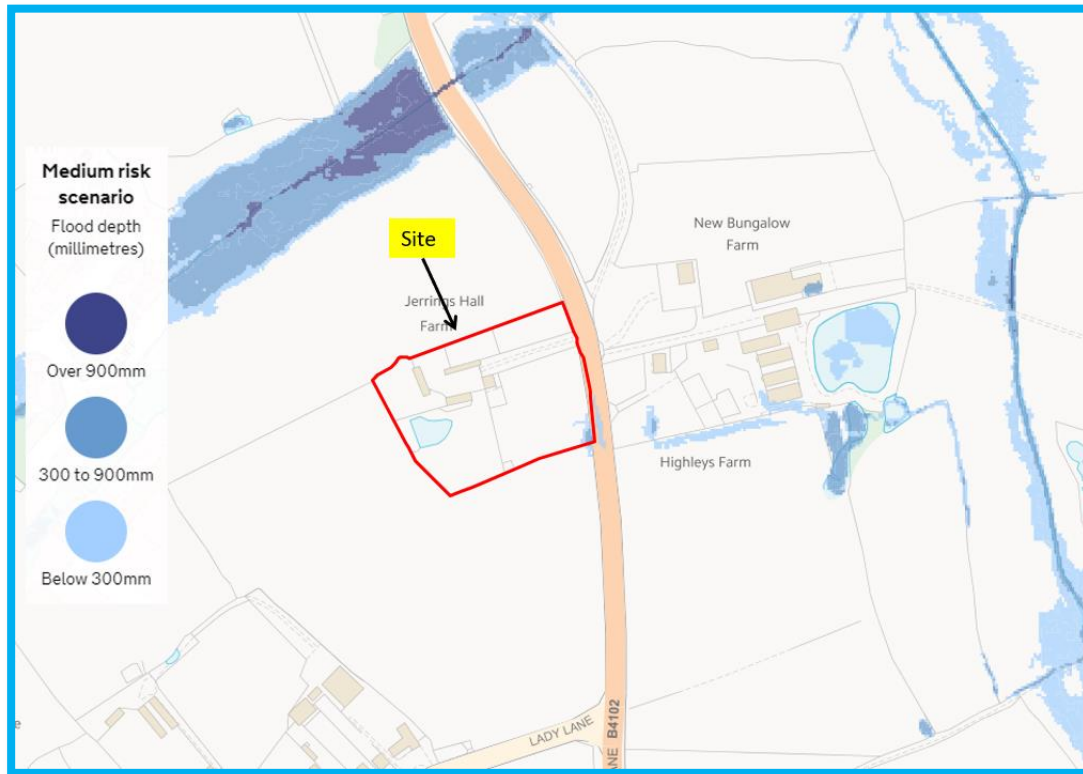 Medium risk
scenario
Flood depth
(millimetres)
Over 900mm
300 to 900mm
Below 300mm
Site
Jerrings Hall
Farm
New Bungalow
Farm
Highleys Farm
LADY LANE
B4102